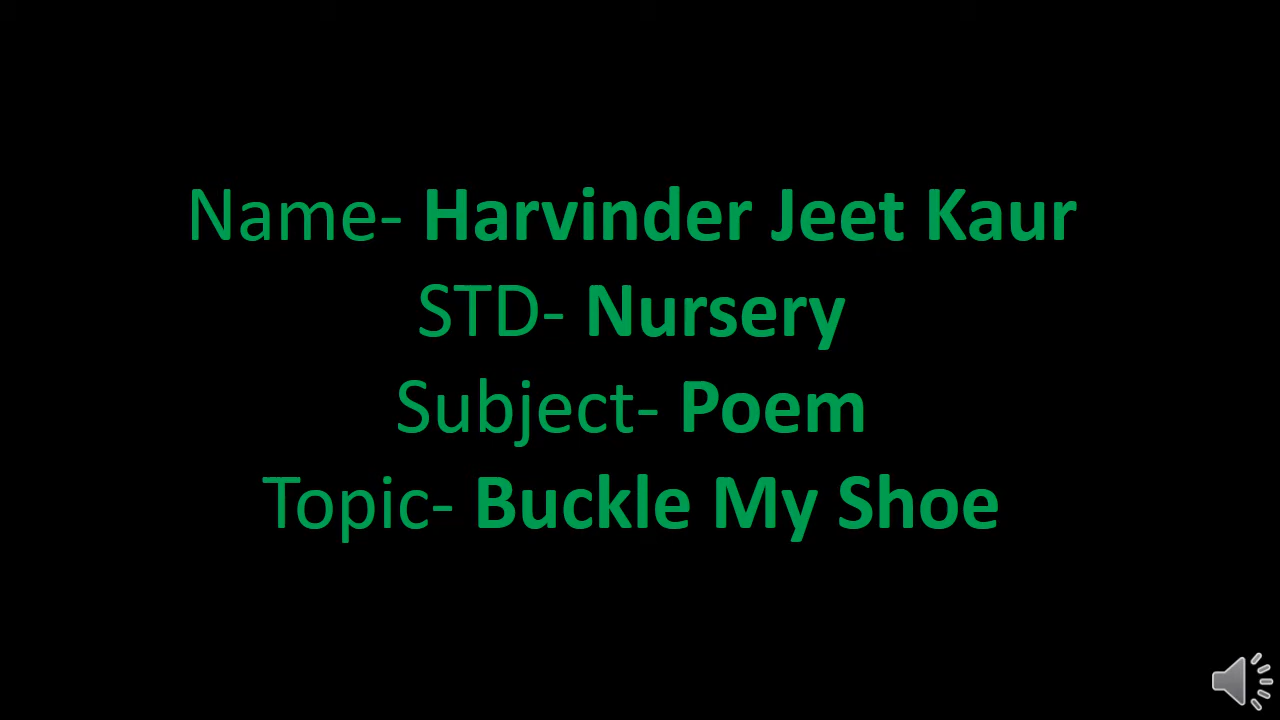 Name- Harvinder Jeet Kaur
STD- Nursery
Subject- Poem
Topic- Buckle My Shoe